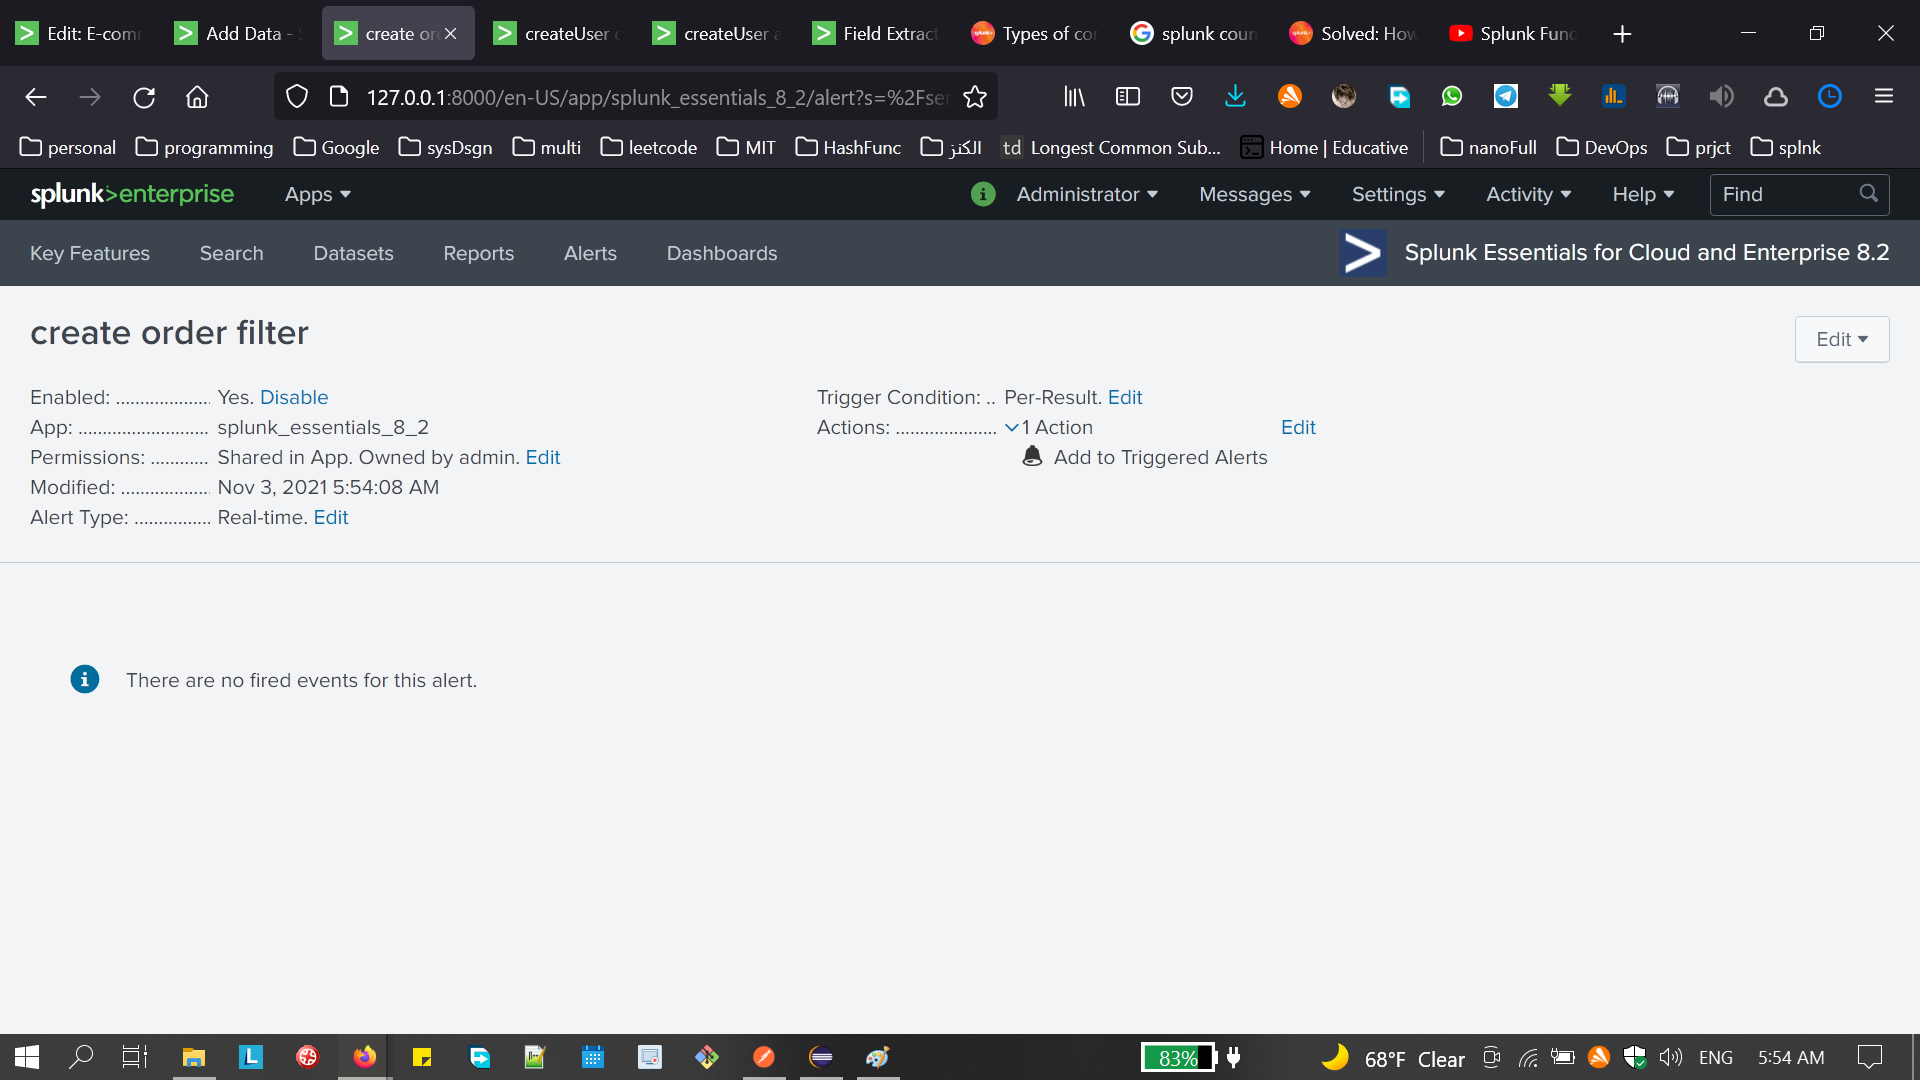 Edit: E-com
Add Data -
create or
createUser
createUser a
Field Extract
Types of co
splunk coun
Solved: How
Splunk Func
127.0.0.1:8000/en-US/app/splunk_essentials_8_2/alert?s=%2Fser
personal
programming
Google
sysDsgn
multi
leetcode
MIT
HashFunc
الكنز
td Longest Common Sub...
Home | Educative
nanoFull
DevOps
prjct
splnk
splunk>enterprise
Apps
Administrator
Messages
Settings
Activity
Help
Find
Key Features
Search
Datasets
Reports
Alerts
Dashboards
Splunk Essentials for Cloud and Enterprise 8.2
create order filter
Edit
Enabled: ................... Yes. Disable
App: .......................... splunk_essentials_8_2
Permissions: ............ Shared in App. Owned by admin. Edit
Modified: .................. Nov 3, 2021 5:54:08 AM
Alert Type: ................ Real-time. Edit
Trigger Condition: .. Per-Result. Edit
Actions: ..................... 1 Action Edit
Add to Triggered Alerts
There are no fired events for this alert.
83%
68°F Clear
ENG
5:54 AM